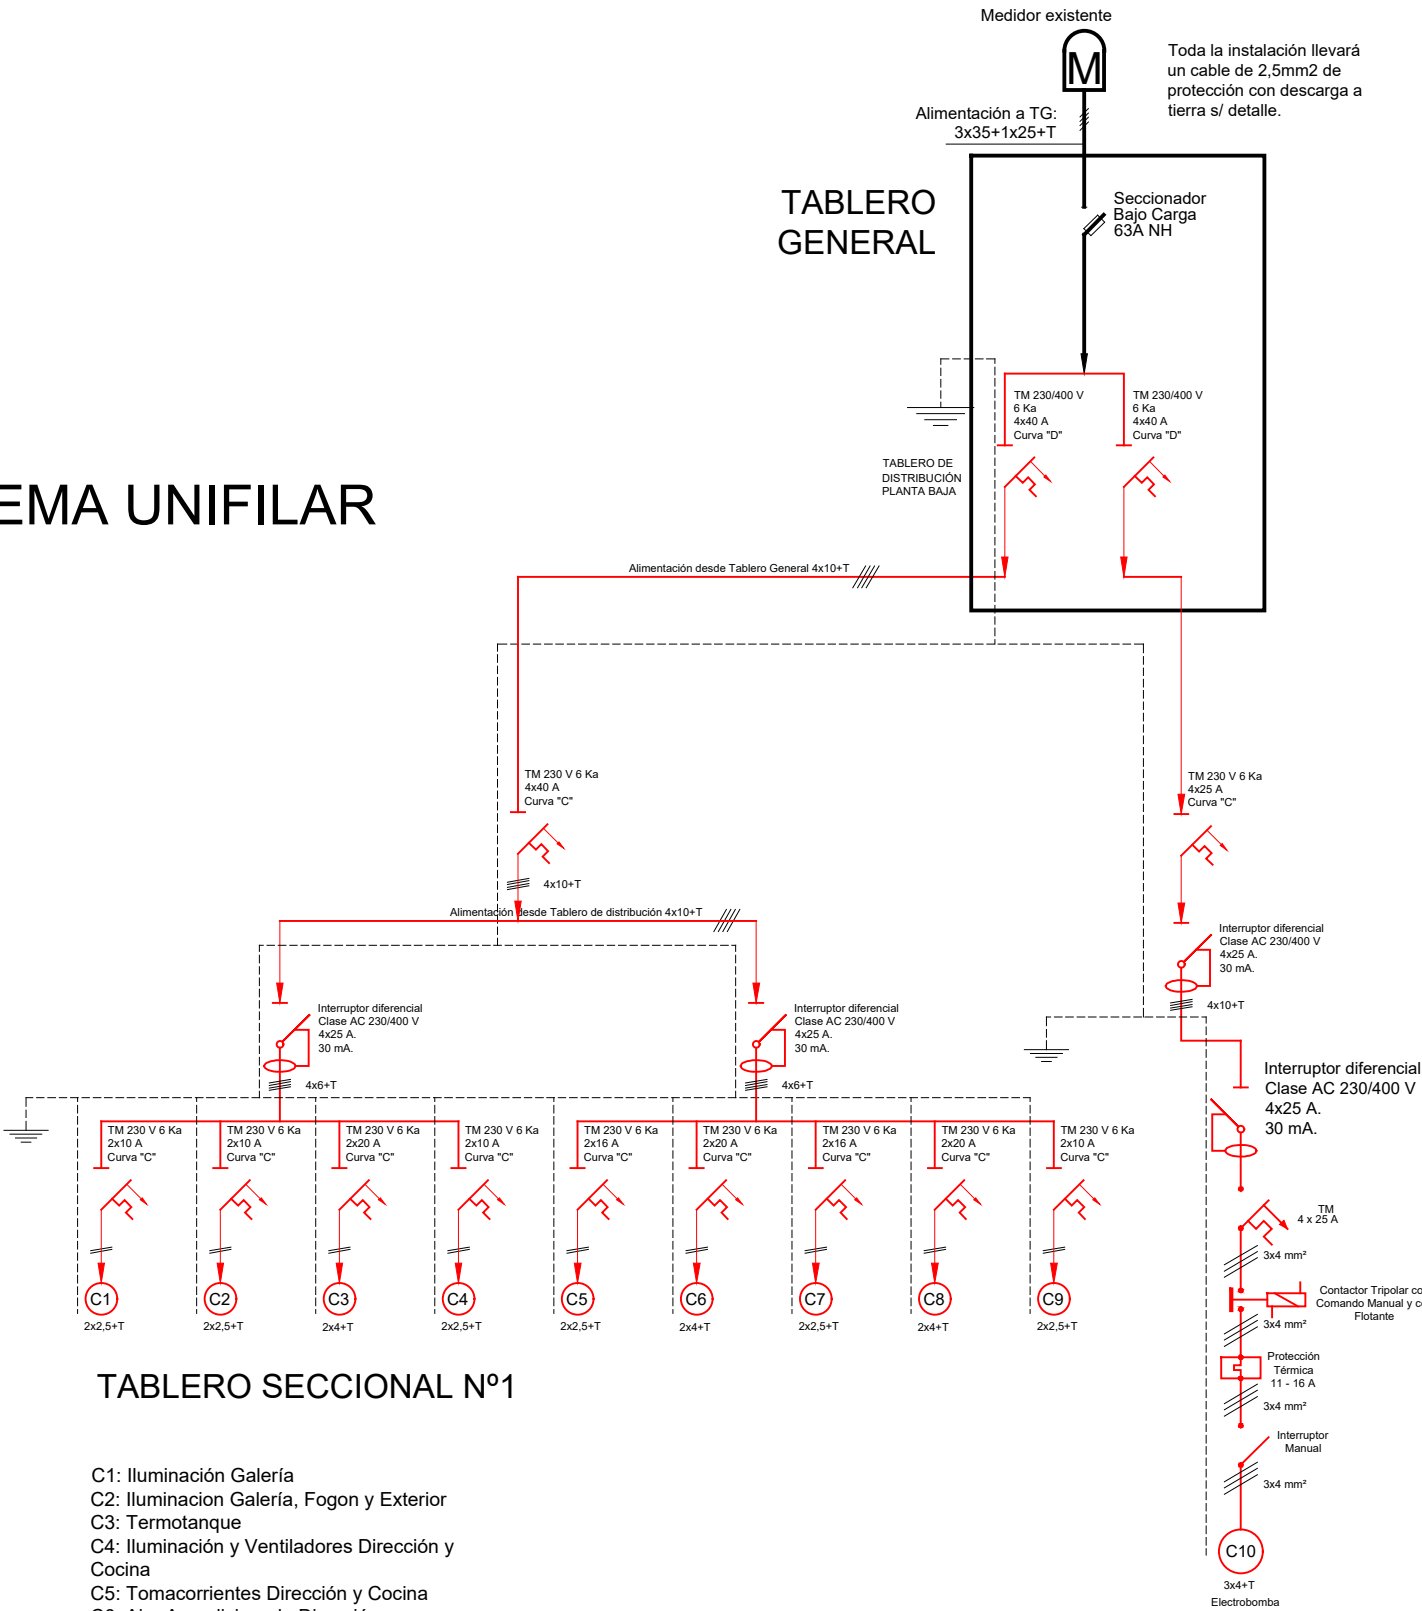 Medidor existente
M
Toda la instalación llevará
un cable de 2,5mm2 de
protección con descarga a
tierra s/ detalle.
Alimentación a TG:
3x35+1x25+T
TABLERO
GENERAL
Seccionador
Bajo Carga
63A NH
TM 230/400 V
6 Ka
4x40 A
Curva "D"
TM 230/400 V
6 Ka
4x40 A
Curva "D"
TABLERO DE
DISTRIBUCIÓN
PLANTA BAJA
EMA UNIFILAR
Alimentación desde Tablero General 4x10+T
TM 230 V 6 Ka
4x40 A
Curva "C"
4x10+T
TM 230 V 6 Ka
4x25 A
Curva "C"
Alimentación desde Tablero de distribución 4x10+T
Interruptor diferencial
Clase AC 230/400 V
4x25 A.
30 mA.
4x10+T
Interruptor diferencial
Clase AC 230/400 V
4x25 A.
30 mA.
4x6+T
Interruptor diferencial
Clase AC 230/400 V
4x25 A.
30 mA.
4x6+T
Interruptor diferencial
Clase AC 230/400 V
4x25 A.
30 mA.
TM 230 V 6 Ka
2x10 A
Curva "C"
TM 230 V 6 Ka
2x10 A
Curva "C"
TM 230 V 6 Ka
2x20 A
Curva "C"
TM 230 V 6 Ka
2x10 A
Curva "C"
TM 230 V 6 Ka
2x16 A
Curva "C"
TM 230 V 6 Ka
2x20 A
Curva "C"
TM 230 V 6 Ka
2x16 A
Curva "C"
TM 230 V 6 Ka
2x20 A
Curva "C"
TM 230 V 6 Ka
2x10 A
Curva "C"
C1
2x2,5+T
C2
2x2,5+T
C3
2x4+T
C4
2x2,5+T
C5
2x2,5+T
C6
2x4+T
C7
2x2,5+T
C8
2x4+T
C9
2x2,5+T
TM
4 x 25 A
3x4 mm²
Contactor Tripolar co
Comando Manual y c
Flotante
3x4 mm²
Protección
Térmica
11 - 16 A
3x4 mm²
Interruptor
Manual
3x4 mm²
C10
3x4+T
Electrobomba
TABLERO SECCIONAL Nº1
C1: Iluminación Galería
C2: Iluminacion Galería, Fogon y Exterior
C3: Termotanque
C4: Iluminación y Ventiladores Dirección y
Cocina
C5: Tomacorrientes Dirección y Cocina